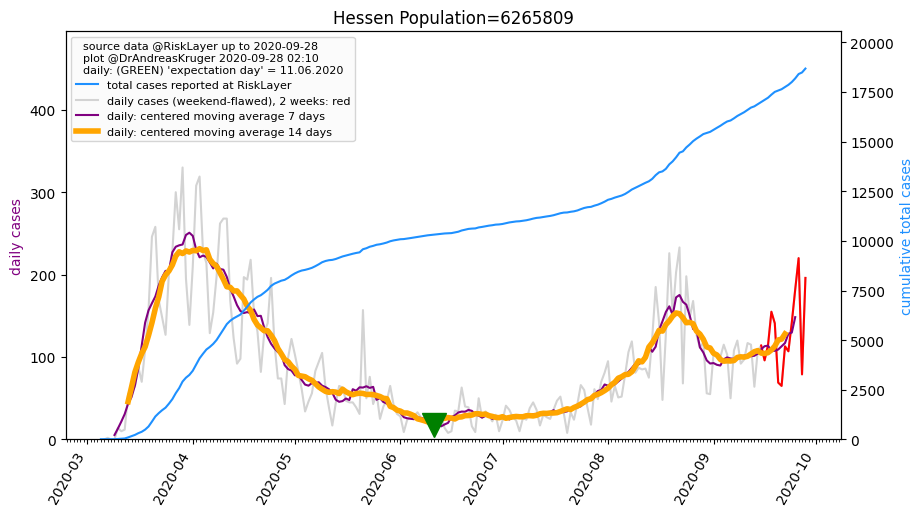 Hessen Population=6265809
source data @RiskLayer up to 2020-09-28
plot @DrAndreasKruger 2020-09-28 02:10
daily: (GREEN) 'expectation day' = 11.06.2020
total cases reported at RiskLayer
daily cases (weekend-flawed), 2 weeks: red
daily: centered moving average 7 days
daily: centered moving average 14 days
daily cases
400
300
200
100
0
cumulative total cases
20000
17500
15000
12500
10000
7500
5000
2500
0
2020-03
2020-04
2020-05
2020-06
2020-07
2020-08
2020-09
2020-10